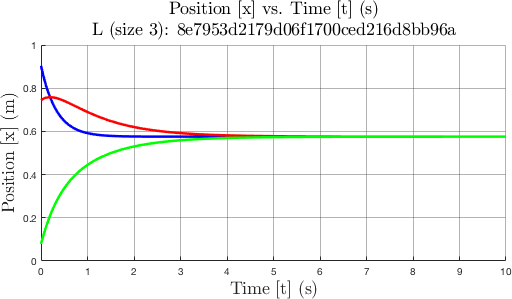 Position [x] vs. Time [t] (s)
L (size 3): 8e7953d2179d06f1700ced216d8bb96a
Position [x] (m)
1
0.8
0.6
0.4
0.2
0
0 1 2 3 4 5 6 7 8 9 10
Time [t] (s)